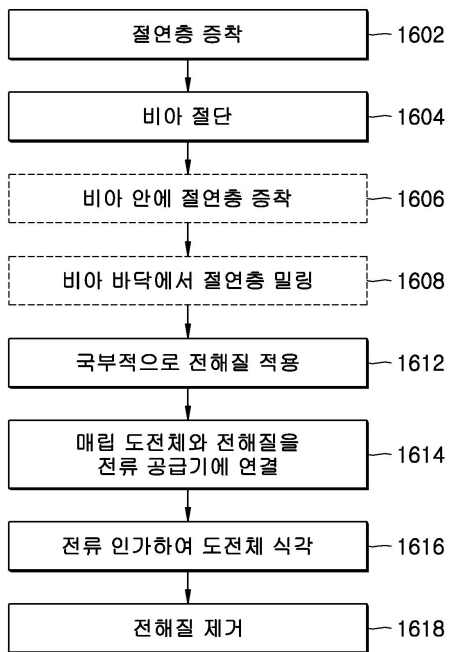 절연층 증착
1602
비아 절단
1604
비아 안에 절연층 증착
1606
비아 바닥에서 절연층 밀링
1608
국부적으로 전해질 적용
1612
매립 도전체와 전해질을
전류 공급기에 연결
1614
전류 인가하여 도전체 식각
1616
전해질 제거
1618